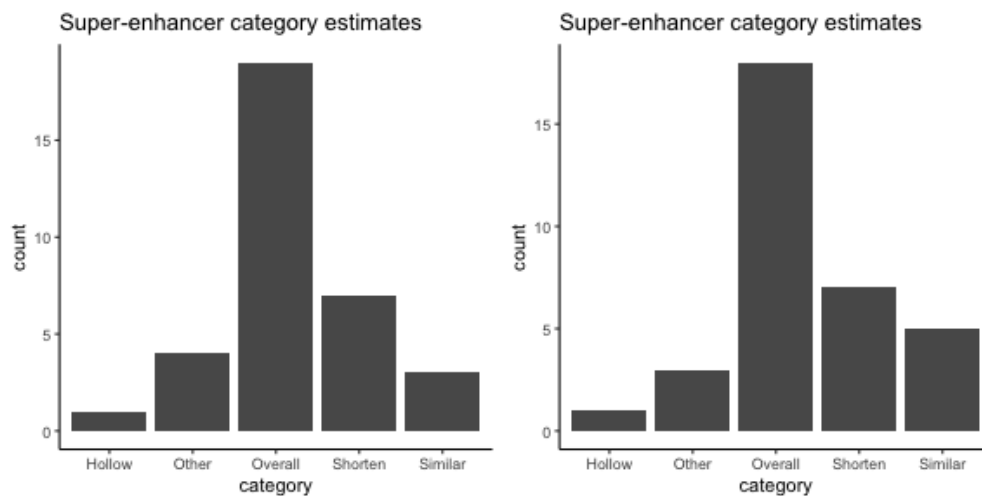 Super-enhancer category estimates
15
10
5
0
count
Hollow Other Overall Shorten Similar
category
Super-enhancer category estimates
15
10
5
0
count
Hollow Other Overall Shorten Similar
category